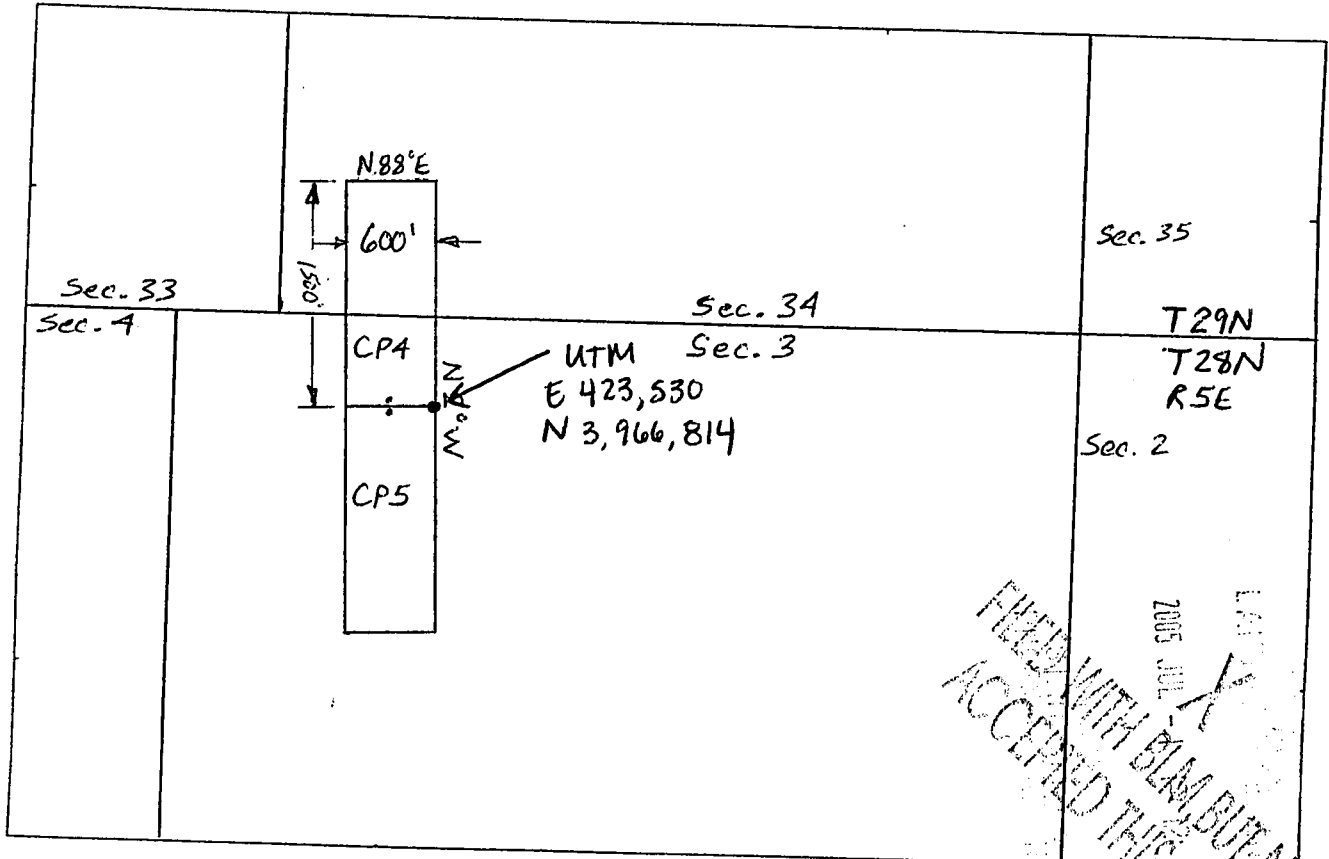 N.88°E
600'
1500'
Sec. 35
Sec. 33
Sec. 34
T29N
Sec. 4
Sec. 3
T28N
CP4
UTM
R5E
E 423,530
N 3,966,814
Sec. 2
CP5
2005 JUL
FILED WITH BLM, BUT
ACCEPTED THIS